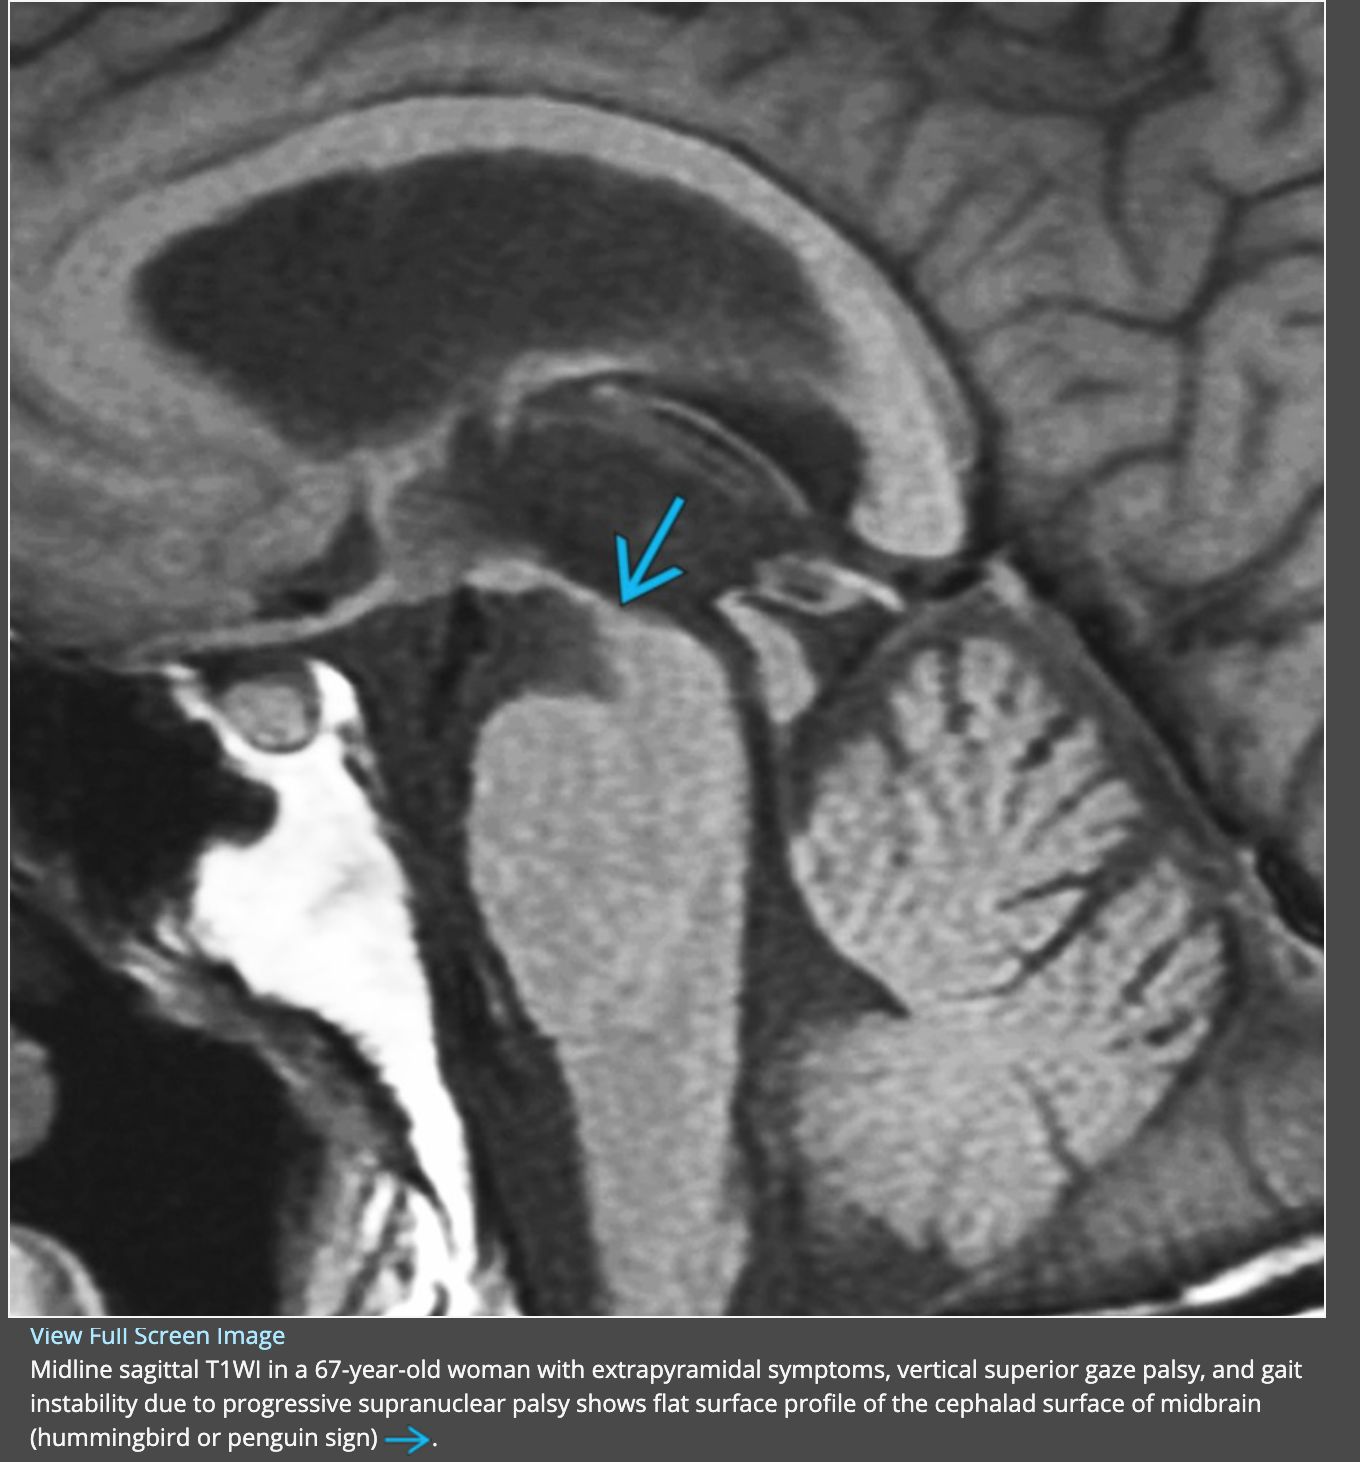 View Full Screen Image
Midline sagittal T1WI in a 67-year-old woman with extrapyramidal symptoms, vertical superior gaze palsy, and gait
instability due to progressive supranuclear palsy shows flat surface profile of the cephalad surface of midbrain
(hummingbird or penguin sign) →.